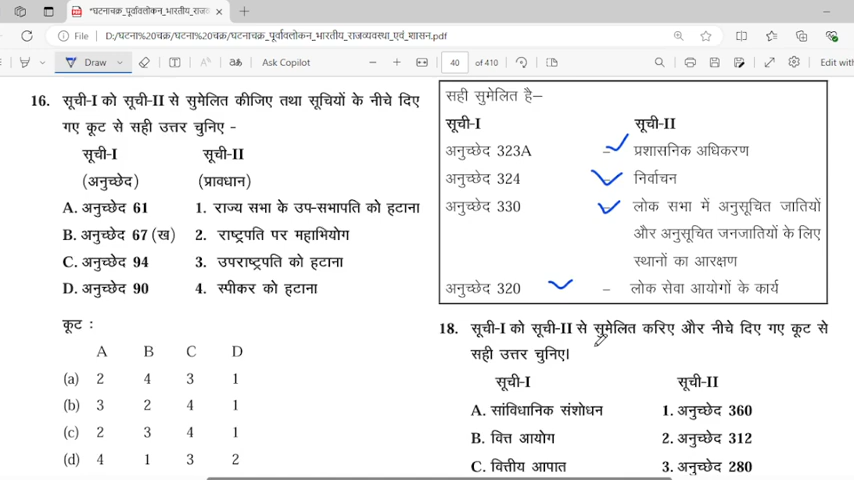 *घटनाचक्र_पूर्वावलोकन_भारतीय_राजव्य
File
D:/घटना%20चक्र/घटना%20चक्र/घटनाचक्र_पूर्वावलोकन_भारतीय_राजव्यवस्था_एवं_शासन.pdf
Draw
Ask Copilot
40 of 410
Edit with
16. सूची-I को सूची-II से सुमेलित कीजिए तथा सूचियों के नीचे दिए
गए कूट से सही उत्तर चुनिए -
सूची-I सूची-II
(अनुच्छेद) (प्रावधान)
A. अनुच्छेद 61 1. राज्य सभा के उप-सभापति को हटाना
B. अनुच्छेद 67 (ख) 2. राष्ट्रपति पर महाभियोग
C. अनुच्छेद 94 3. उपराष्ट्रपति को हटाना
D. अनुच्छेद 90 4. स्पीकर को हटाना
कूट :
A B C D
(a) 2 4 3 1
(b) 3 2 4 1
(c) 2 3 4 1
(d) 4 1 3 2
सही सुमेलित है–
सूची-I सूची-II
अनुच्छेद 323A – प्रशासनिक अधिकरण
अनुच्छेद 324 – निर्वाचन
अनुच्छेद 330 – लोक सभा में अनुसूचित जातियों
और अनुसूचित जनजातियों के लिए
स्थानों का आरक्षण
अनुच्छेद 320 – लोक सेवा आयोगों के कार्य
18. सूची-I को सूची-II से सुमेलित करिए और नीचे दिए गए कूट से
सही उत्तर चुनिए।
सूची-I सूची-II
A. सांविधानिक संशोधन 1. अनुच्छेद 360
B. वित्त आयोग 2. अनुच्छेद 312
C. वित्तीय आपात 3. अनुच्छेद 280